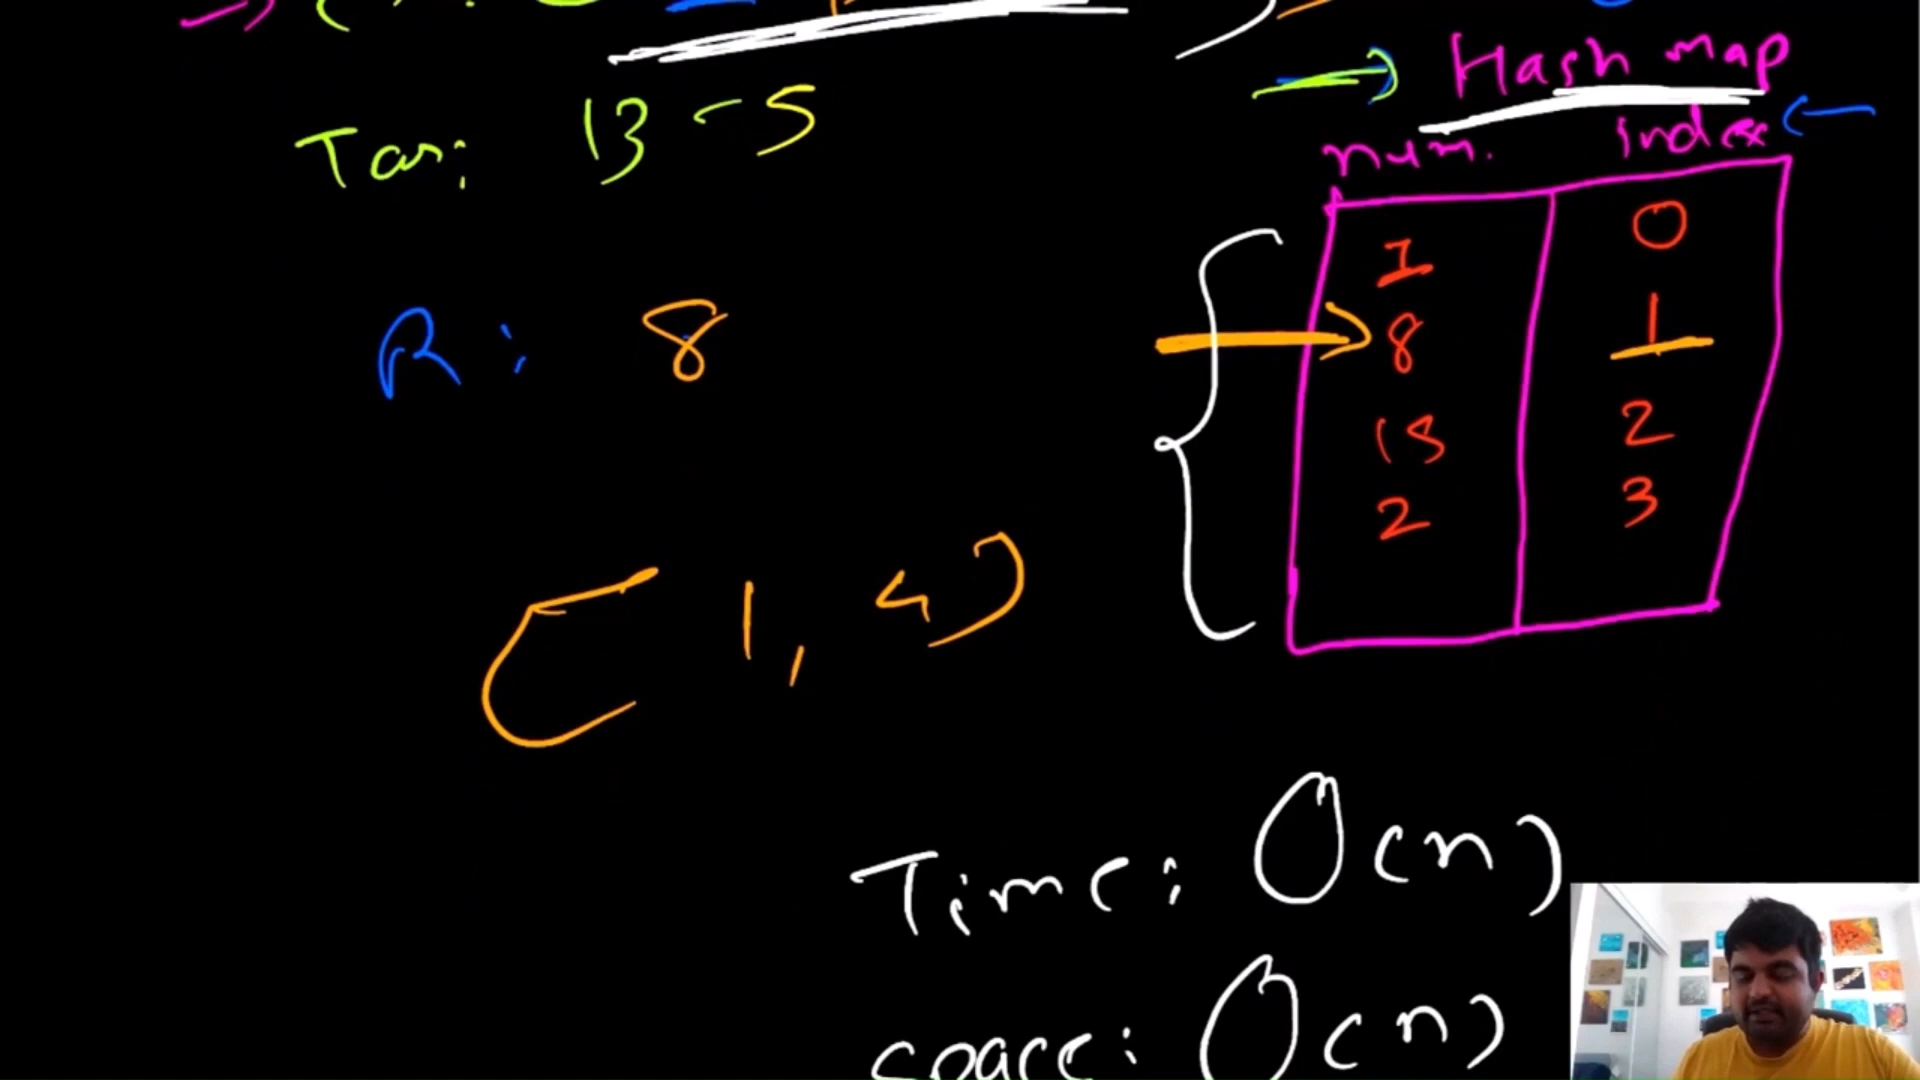 Hash map
Tar: 13 - 5
num. index
1 0
R: 8
8 1
15 2
2 3
[ 1, 4 ]
Time: O(n)
space: O(n)